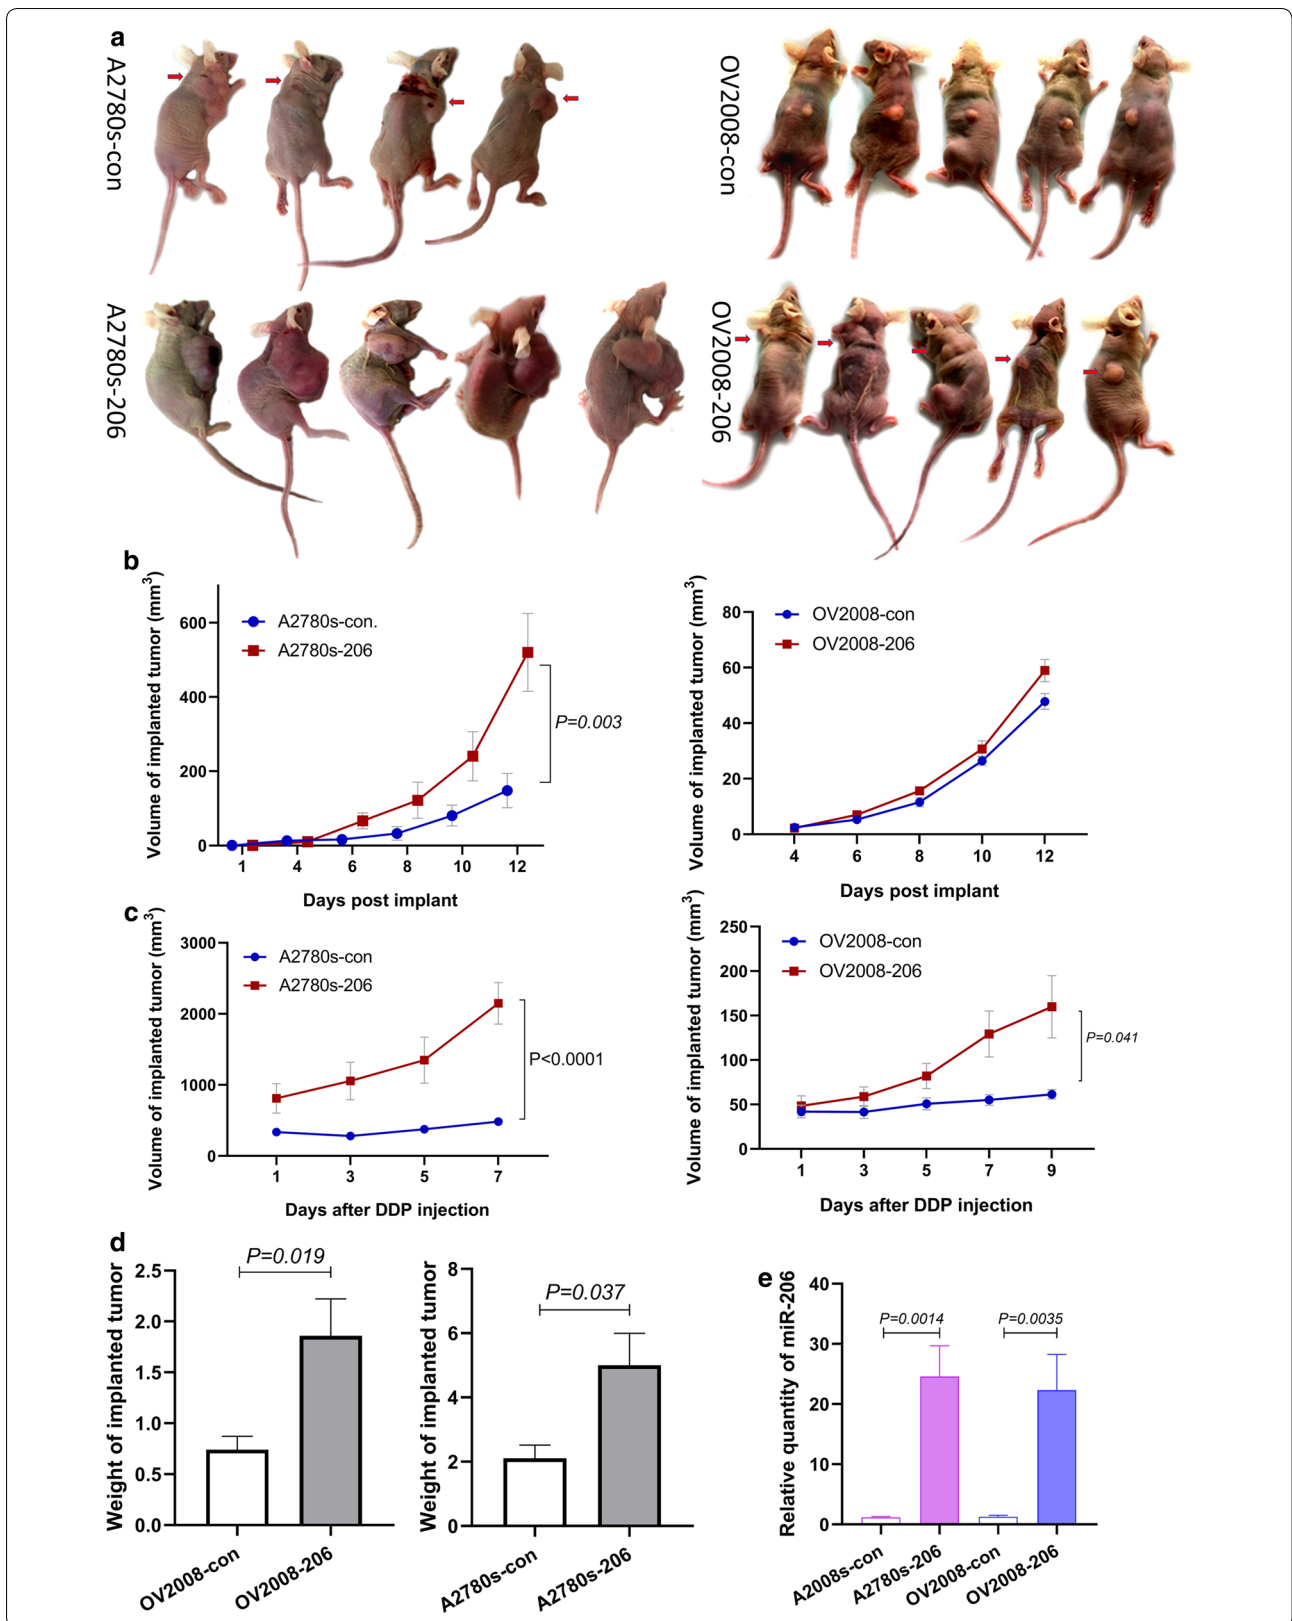 a
A2780s-con
OV2008-con
A2780s-206
OV2008-206
b
Volume of implanted tumor (mm3)
600
400
200
0
A2780s-con.
A2780s-206
P=0.003
1 4 6 8 10 12
Days post implant
Volume of implanted tumor (mm3)
80
60
40
20
0
OV2008-con
OV2008-206
4 6 8 10 12
Days post implant
c
Volume of implanted tumor (mm3)
3000
2000
1000
0
A2780s-con
A2780s-206
P<0.0001
1 3 5 7
Days after DDP injection
Volume of implanted tumor (mm3)
250
200
150
100
50
0
OV2008-con
OV2008-206
P=0.041
1 3 5 7 9
Days after DDP injection
d
Weight of implanted tumor
2.5
2.0
1.5
1.0
0.5
0.0
P=0.019
OV2008-con
OV2008-206
Weight of implanted tumor
8
6
4
2
0
P=0.037
A2780s-con
A2780s-206
e
Relative quantity of miR-206
40
30
20
10
0
P=0.0014
P=0.0035
A2008s-con
A2780s-206
OV2008-con
OV2008-206